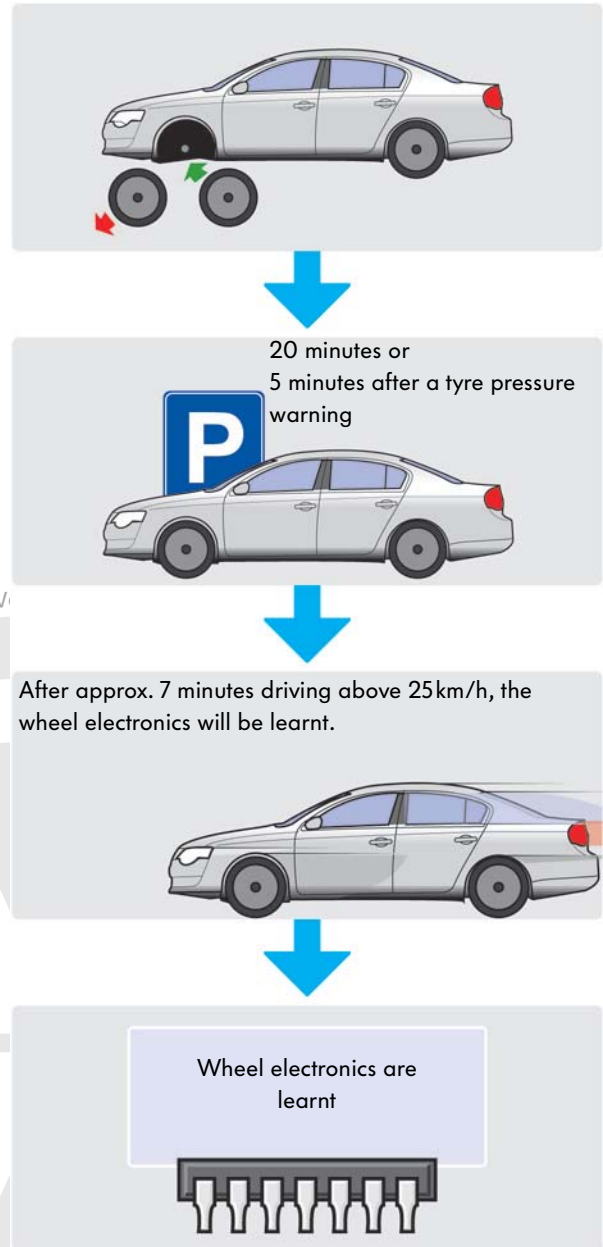 20 minutes or
5 minutes after a tyre pressure
warning
P
After approx. 7 minutes driving above 25km/h, the
wheel electronics will be learnt.
Wheel electronics are
learnt